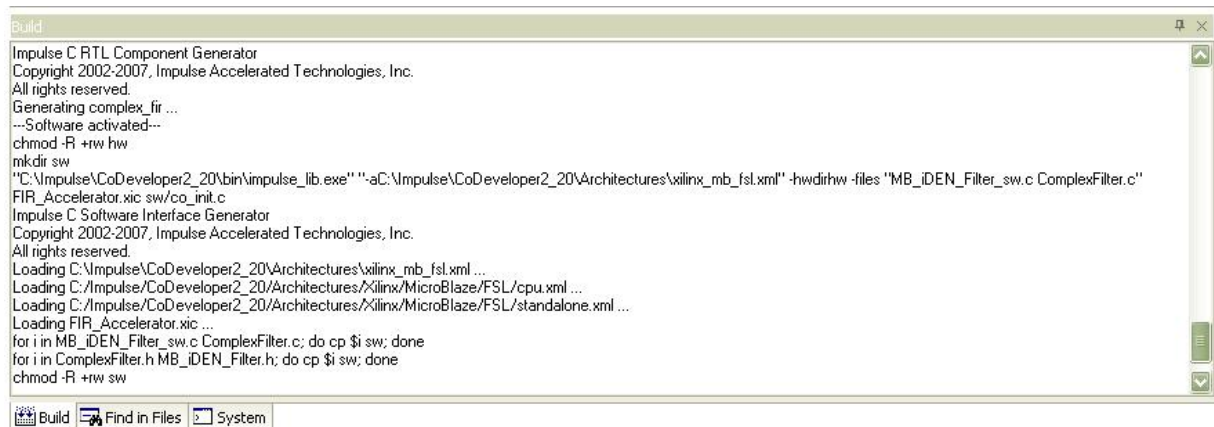 Build
Impulse C RTL Component Generator
Copyright 2002-2007, Impulse Accelerated Technologies, Inc.
All rights reserved.
Generating complex_fir ...
---Software activated---
chmod -R +rw hw
mkdir sw
"C:\Impulse\CoDeveloper2_20\bin\impulse_lib.exe" "-aC:\Impulse\CoDeveloper2_20\Architectures\xilinx_mb_fsl.xml" -hwdirhw -files "MB_iDEN_Filter_sw.c ComplexFilter.c"
FIR_Accelerator.xic sw/co_init.c
Impulse C Software Interface Generator
Copyright 2002-2007, Impulse Accelerated Technologies, Inc.
All rights reserved.
Loading C:\Impulse\CoDeveloper2_20\Architectures\xilinx_mb_fsl.xml ...
Loading C:/Impulse/CoDeveloper2_20/Architectures/Xilinx/MicroBlaze/FSL/cpu.xml ...
Loading C:/Impulse/CoDeveloper2_20/Architectures/Xilinx/MicroBlaze/FSL/standalone.xml ...
Loading FIR_Accelerator.xic ...
for i in MB_iDEN_Filter_sw.c ComplexFilter.c; do cp $i sw; done
for i in ComplexFilter.h MB_iDEN_Filter.h; do cp $i sw; done
chmod -R +rw sw
Build Find in Files System